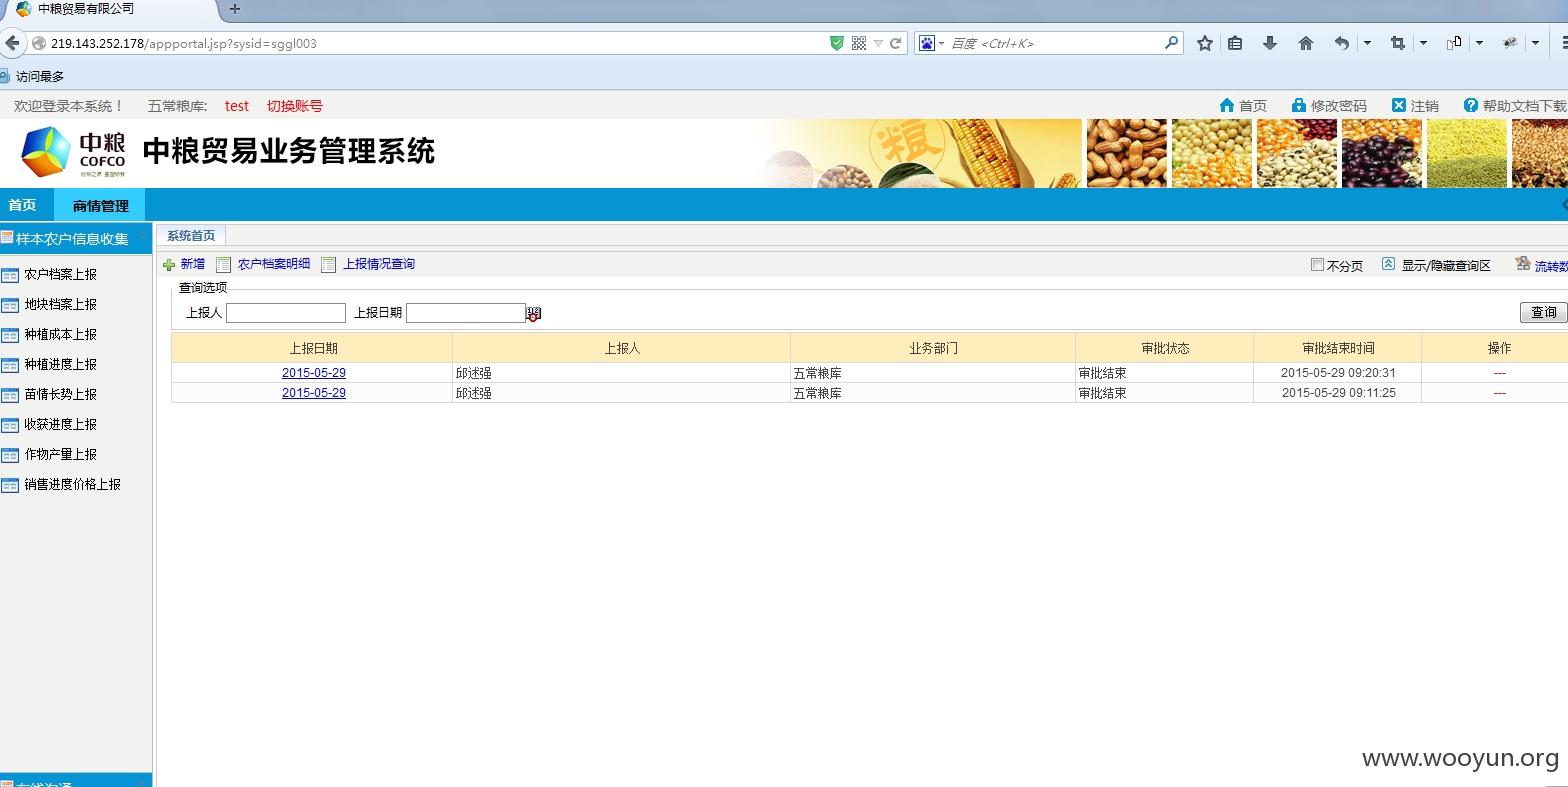 中粮贸易有限公司
219.143.252.178/appportal.jsp?sysid=sggl003
百度 <Ctrl+K>
访问最多
欢迎登录本系统！ 五常粮库: test 切换账号
首页 修改密码 注销 帮助文档下载
中粮
COFCO
中粮贸易业务管理系统
粮
首页 商情管理
样本农户信息收集
农户档案上报
地块档案上报
种植成本上报
种植进度上报
苗情长势上报
收获进度上报
作物产量上报
销售进度价格上报
系统首页
新增 农户档案明细 上报情况查询
不分页 显示/隐藏查询区 流转数
查询选项
上报人 上报日期 查询
上报日期 上报人 业务部门 审批状态 审批结束时间 操作
2015-05-29 邱述强 五常粮库 审批结束 2015-05-29 09:20:31 ---
2015-05-29 邱述强 五常粮库 审批结束 2015-05-29 09:11:25 ---
在线沟通
www.wooyun.org